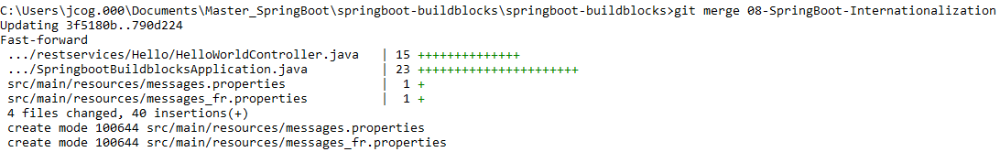 C:\Users\jcog.000\Documents\Master_SpringBoot\springboot-buildblocks\springboot-buildblocks>git merge 08-SpringBoot-Internationalization
Updating 3f5180b..790d224
Fast-forward
 .../restservices/Hello/HelloWorldController.java   | 15 ++++++++++++++
 .../SpringbootBuildblocksApplication.java          | 23 ++++++++++++++++++++++
 src/main/resources/messages.properties             |  1 +
 src/main/resources/messages_fr.properties          |  1 +
 4 files changed, 40 insertions(+)
 create mode 100644 src/main/resources/messages.properties
 create mode 100644 src/main/resources/messages_fr.properties